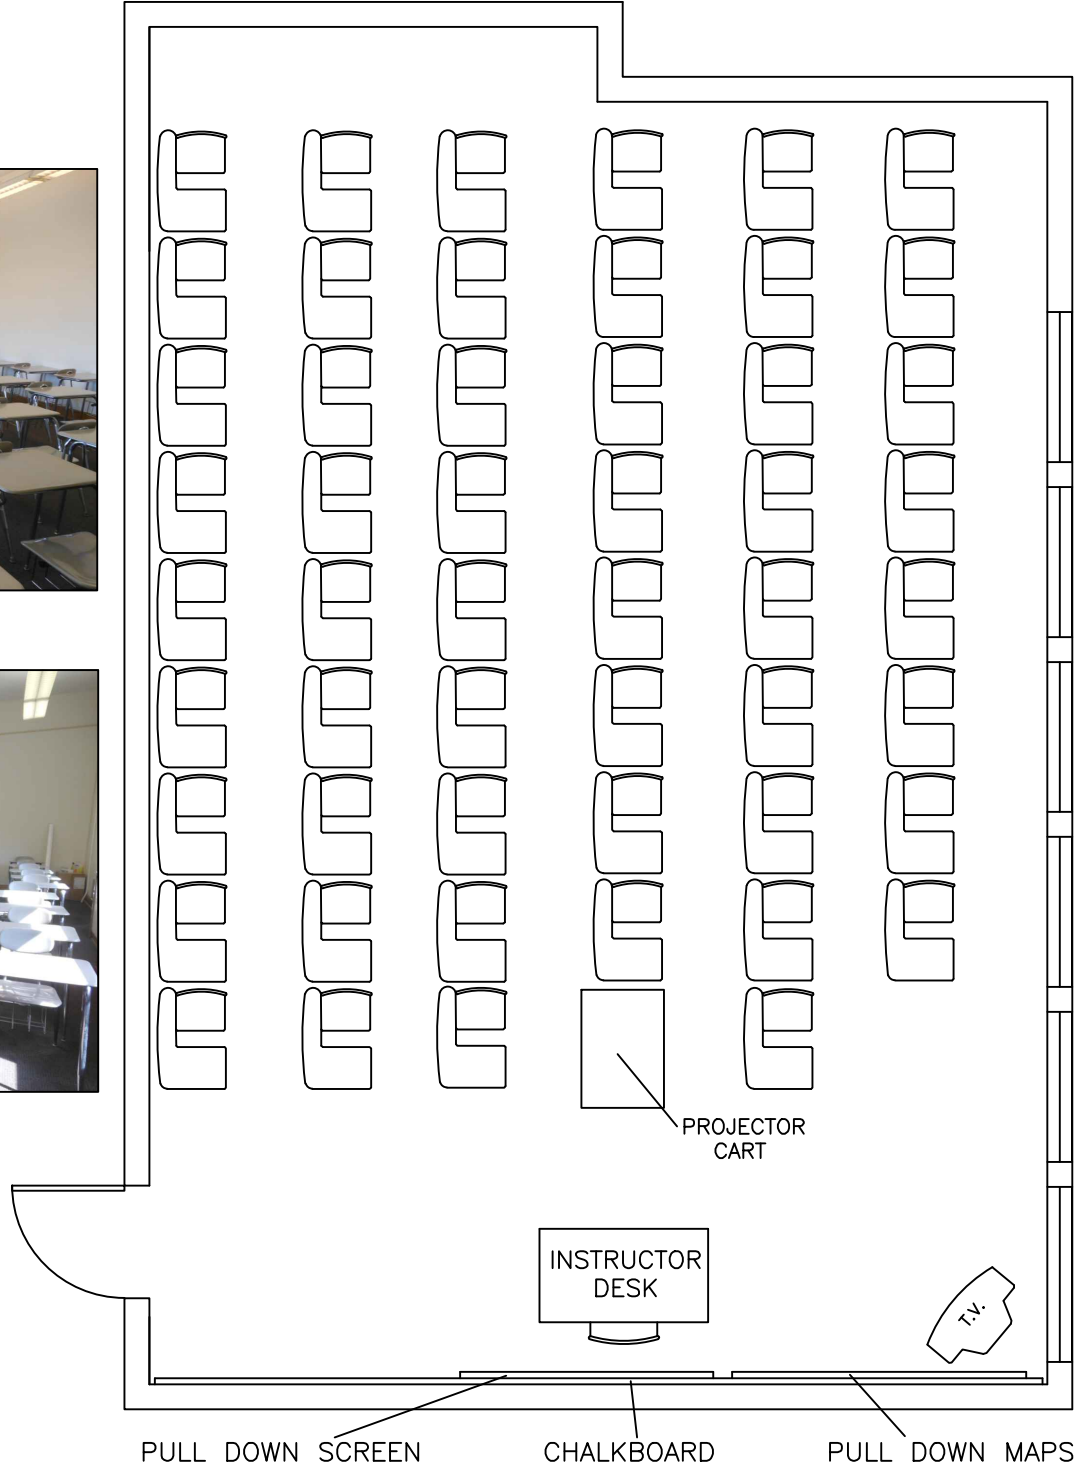 PROJECTOR
CART
INSTRUCTOR
DESK
T.V.
PULL DOWN SCREEN
CHALKBOARD
PULL DOWN MAPS